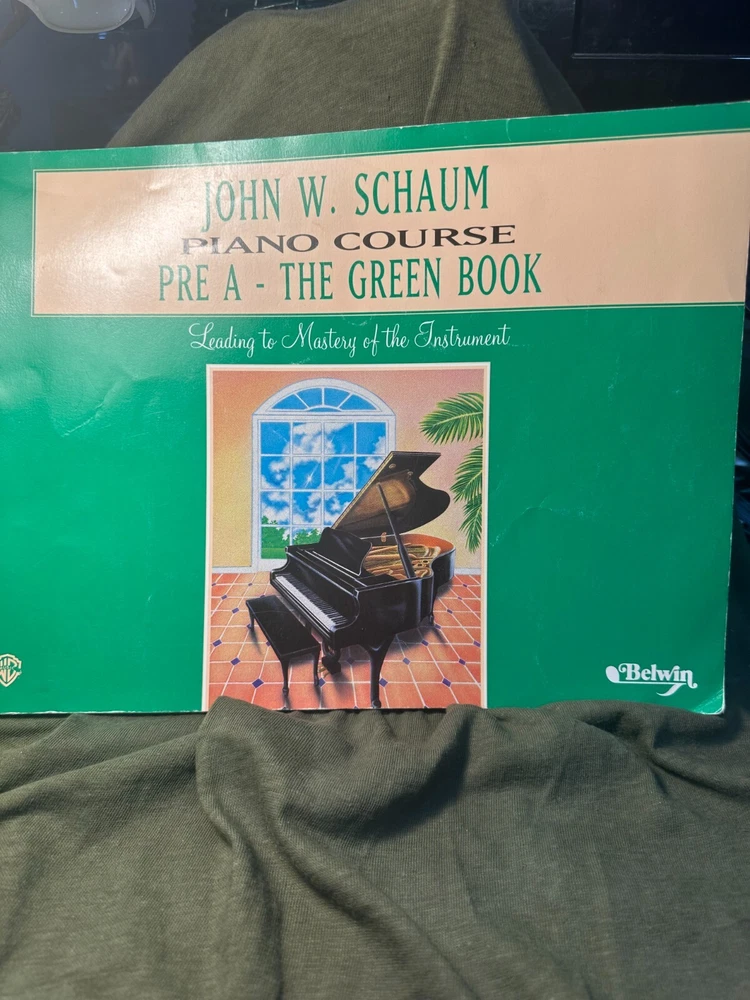 JOHN W. SCHAUM
PIANO COURSE
PRE A - THE GREEN BOOK
Leading to Mastery of the Instrument
Belwin